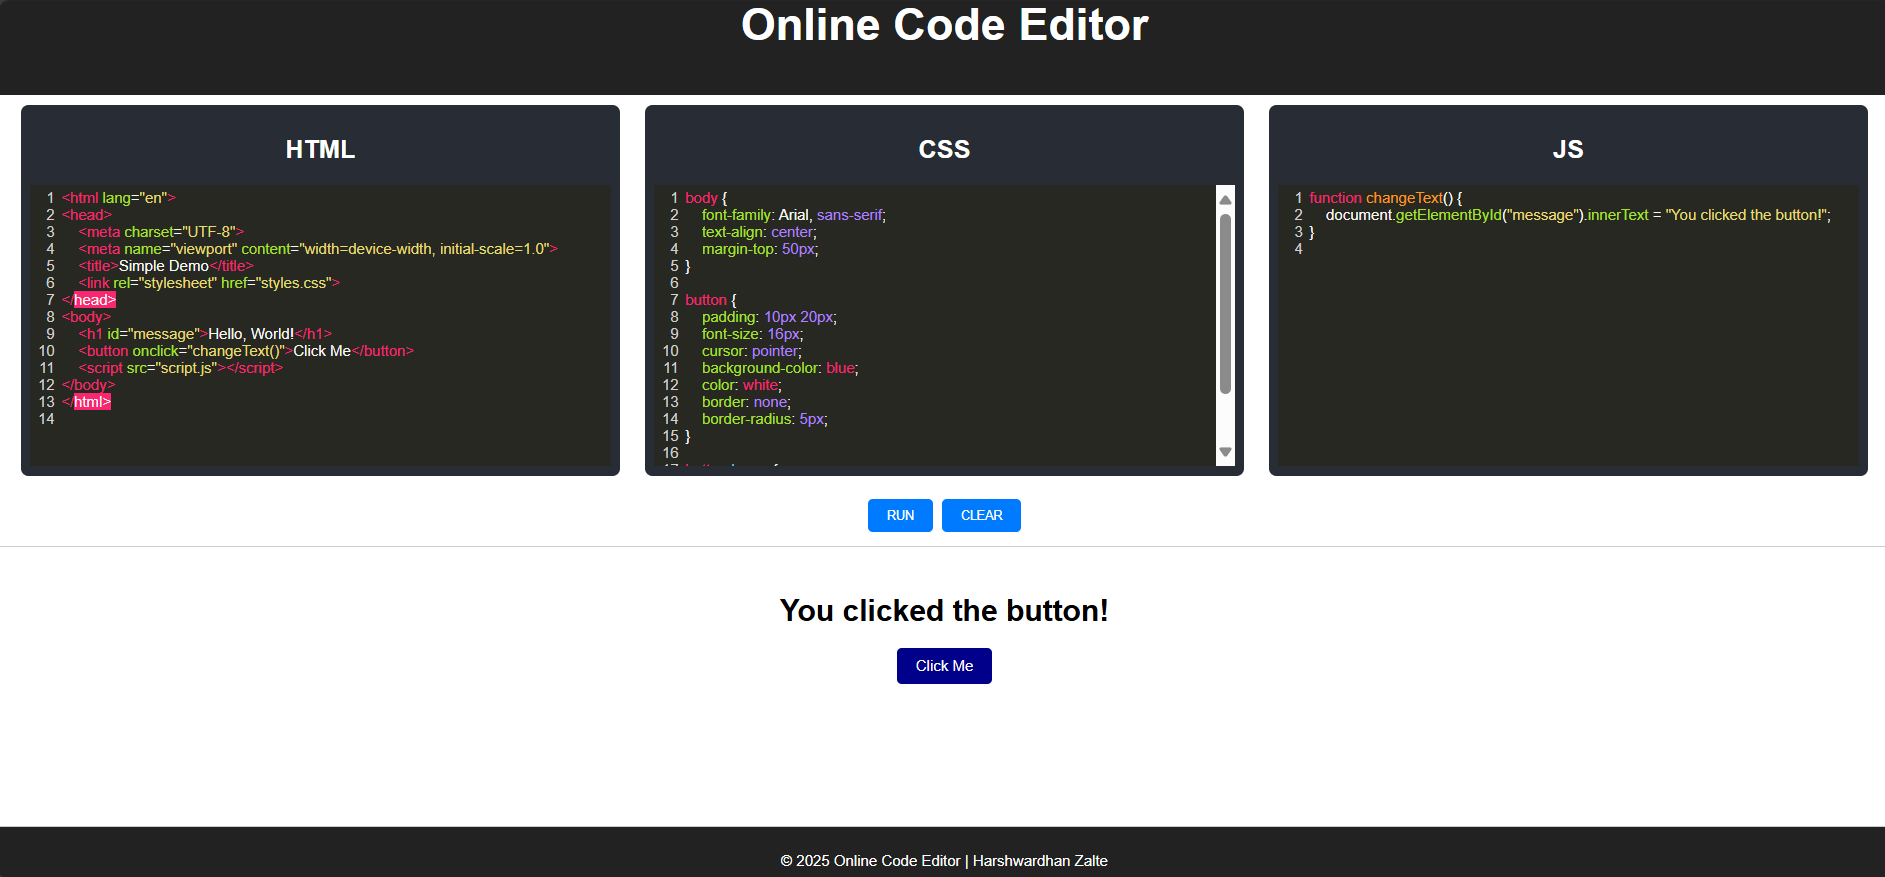 Online Code Editor
HTML
1 <html lang="en">
2 <head>
3 <meta charset="UTF-8">
4 <meta name="viewport" content="width=device-width, initial-scale=1.0">
5 <title>Simple Demo</title>
6 <link rel="stylesheet" href="styles.css">
7 </head>
8 <body>
9 <h1 id="message">Hello, World!</h1>
10 <button onclick="changeText()">Click Me</button>
11 <script src="script.js"></script>
12 </body>
13 </html>
14
CSS
1 body {
2 font-family: Arial, sans-serif;
3 text-align: center;
4 margin-top: 50px;
5 }
6
7 button {
8 padding: 10px 20px;
9 font-size: 16px;
10 cursor: pointer;
11 background-color: blue;
12 color: white;
13 border: none;
14 border-radius: 5px;
15 }
16
JS
1 function changeText() {
2 document.getElementById("message").innerText = "You clicked the button!";
3 }
4
RUN CLEAR
You clicked the button!
Click Me
© 2025 Online Code Editor | Harshwardhan Zalte